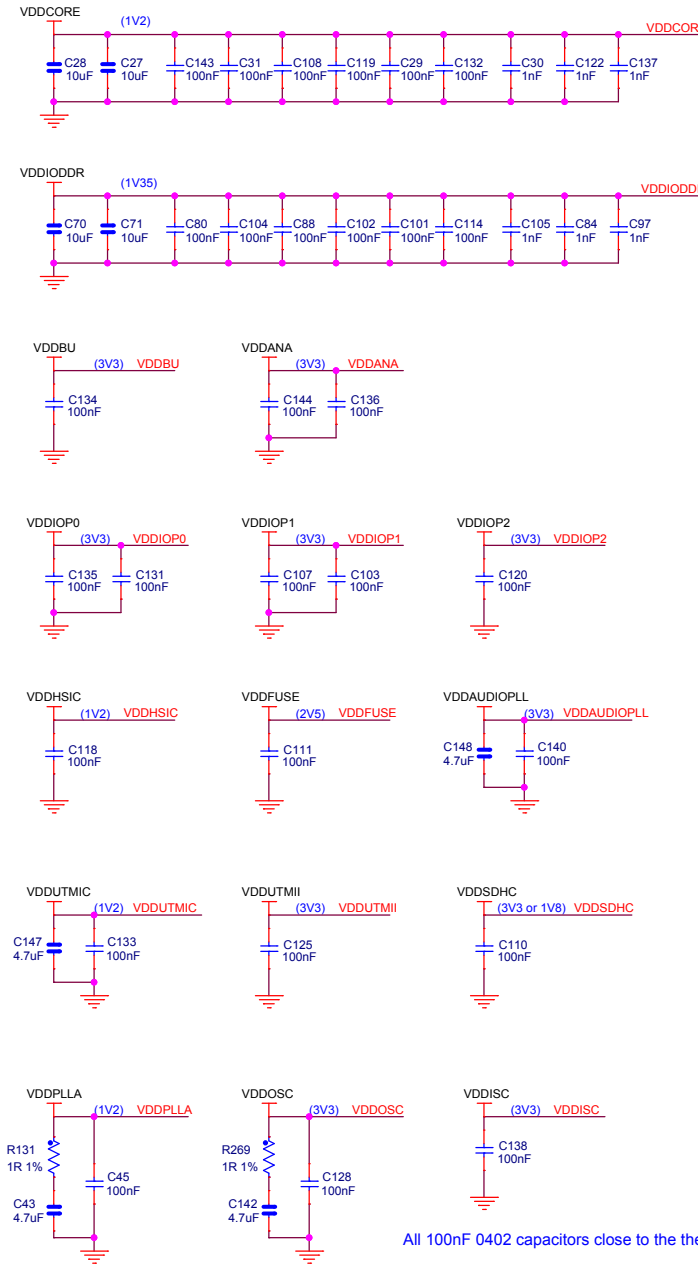 VDDCORE
(1V2)
VDDCOR
C28 10uF
C27 10uF
C143 100nF
C31 100nF
C108 100nF
C119 100nF
C29 100nF
C132 100nF
C30 1nF
C122 1nF
C137 1nF
VDDIODDR
(1V35)
VDDIODD
C70 10uF
C71 10uF
C80 100nF
C104 100nF
C88 100nF
C102 100nF
C101 100nF
C114 100nF
C105 1nF
C84 1nF
C97 1nF
VDDBU
(3V3) VDDBU
C134 100nF
VDDANA
(3V3) VDDANA
C144 100nF
C136 100nF
VDDIOP0
(3V3) VDDIOP0
C135 100nF
C131 100nF
VDDIOP1
(3V3) VDDIOP1
C107 100nF
C103 100nF
VDDIOP2
(3V3) VDDIOP2
C120 100nF
VDDHSIC
(1V2) VDDHSIC
C118 100nF
VDDFUSE
(2V5) VDDFUSE
C111 100nF
VDDAUDIOPLL
(3V3) VDDAUDIOPLL
C148 4.7uF
C140 100nF
VDDUTMIC
(1V2) VDDUTMIC
C147 4.7uF
C133 100nF
VDDUTMII
(3V3) VDDUTMII
C125 100nF
VDDSDHC
(3V3 or 1V8) VDDSDHC
C110 100nF
VDDPLLA
(1V2) VDDPLLA
R131 1R 1%
C45 100nF
C43 4.7uF
VDDOSC
(3V3) VDDOSC
R269 1R 1%
C128 100nF
C142 4.7uF
VDDISC
(3V3) VDDISC
C138 100nF
All 100nF 0402 capacitors close to the the